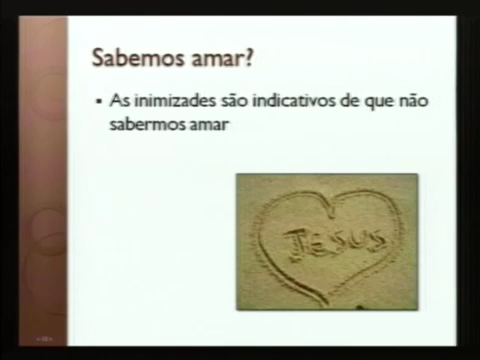 Sabemos amar?
▪ As inimizades são indicativos de que não
sabermos amar
JESUS